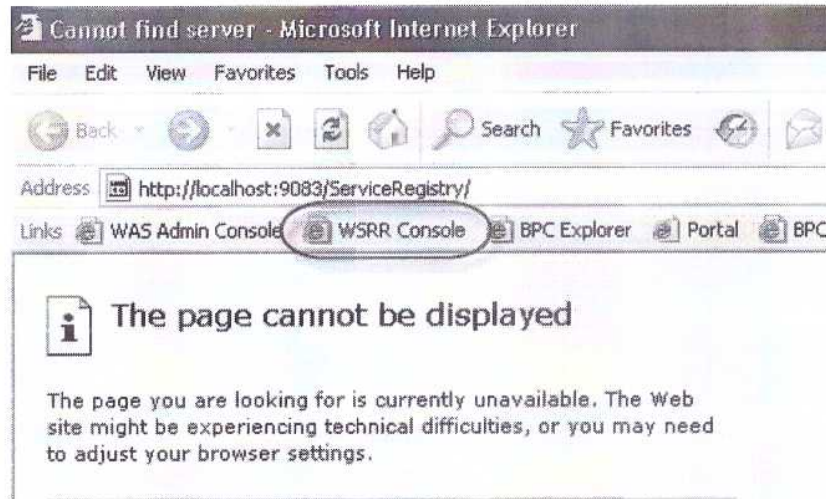 Cannot find server - Microsoft Internet Explorer
File Edit View Favorites Tools Help
Back Search Favorites
Address http://localhost:9083/ServiceRegistry/
Links WAS Admin Console WSRR Console BPC Explorer Portal BPC
The page cannot be displayed
The page you are looking for is currently unavailable. The Web
site might be experiencing technical difficulties, or you may need
to adjust your browser settings.